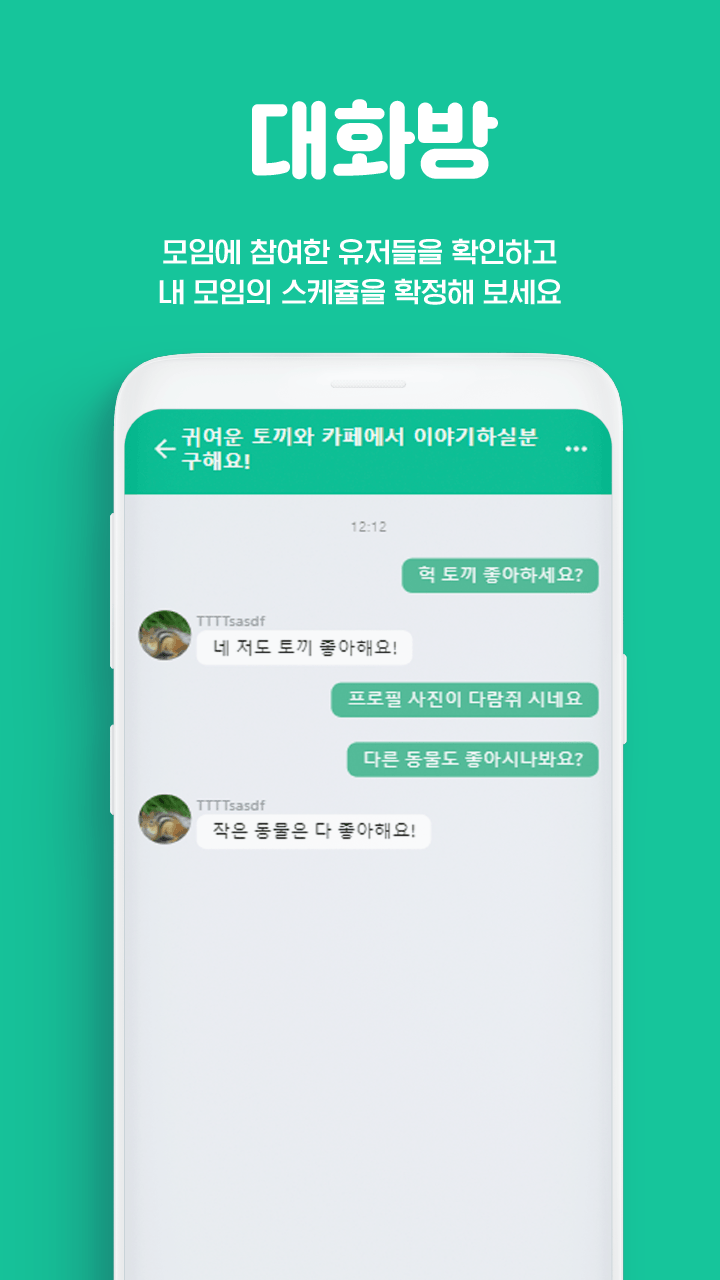 대화방
모임에 참여한 유저들을 확인하고
내 모임의 스케쥴을 확정해 보세요
귀여운 토끼와 카페에서 이야기하실분
구해요!
12:12
헉 토끼 좋아하세요?
TTTTsasdf
네 저도 토끼 좋아해요!
프로필 사진이 다람쥐 시네요
다른 동물도 좋아시나봐요?
TTTTsasdf
작은 동물은 다 좋아해요!